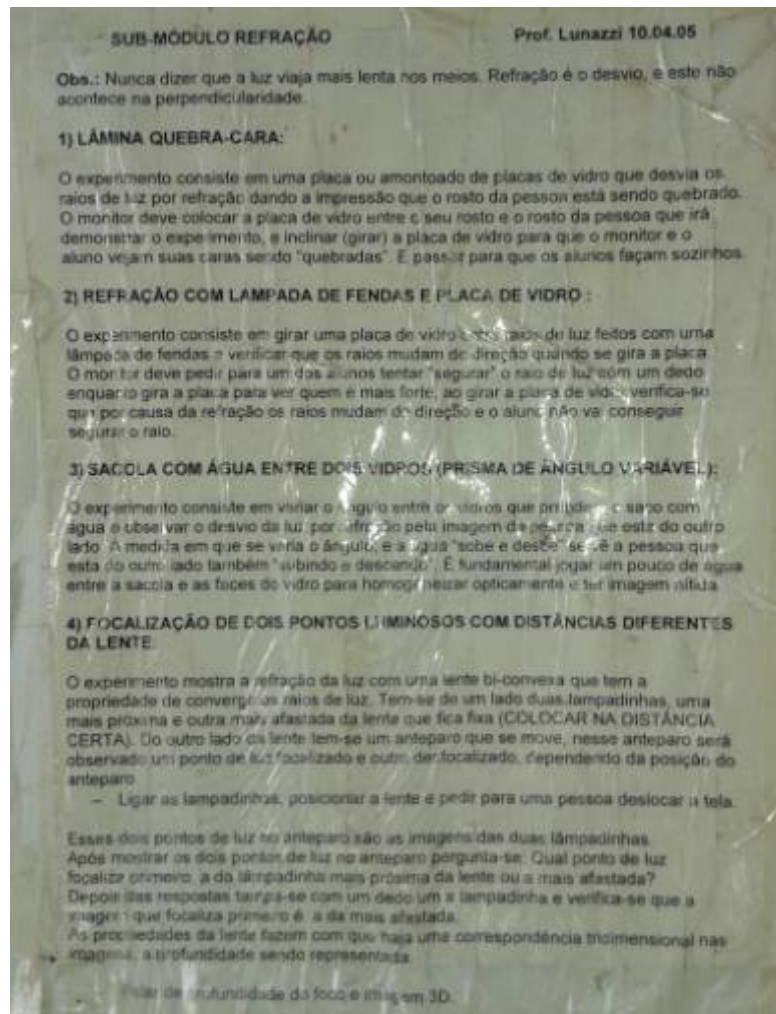 SUB-MÓDULO REFRAÇÃO Prof. Lunazzi 10.04.05
Obs.: Nunca dizer que a luz viaja mais lenta nos meios. Refração é o desvio, e este não
acontece na perpendicularidade.
1) LÂMINA QUEBRA-CARA:
O experimento consiste em uma placa ou amontoado de placas de vidro que desvia os
raios de luz por refração dando a impressão que o rosto da pessoa está sendo quebrado.
O monitor deve colocar a placa de vidro entre o seu rosto e o rosto da pessoa que irá
demonstrar o experimento, e inclinar (girar) a placa de vidro para que o monitor e o
aluno vejam suas caras sendo "quebradas". E passar para que os alunos façam sozinhos.
2) REFRAÇÃO COM LAMPADA DE FENDAS E PLACA DE VIDRO :
O experimento consiste em girar uma placa de vidro entre raios de luz feitos com uma
lâmpada de fendas e verificar que os raios mudam de direção quando se gira a placa.
O monitor deve pedir para um dos alunos tentar "segurar" o raio de luz com um dedo
enquanto gira a placa para ver quem é mais forte, ao girar a placa de vidro verifica-se
que por causa da refração os raios mudam de direção e o aluno não vai conseguir
segurar o raio.
3) SACOLA COM ÁGUA ENTRE DOIS VIDROS (PRISMA DE ÂNGULO VARIÁVEL):
O experimento consiste em variar o ângulo entre os vidros que prendem o saco com
água e observar o desvio da luz por refração pela imagem da pessoa que esta do outro
lado. A medida em que se varia o ângulo, e a água "sobe e desce" se vê a pessoa que
esta do outro lado também "subindo e descendo". É fundamental jogar um pouco de água
entre a sacola e as faces do vidro para homogeneizar opticamente e ter imagem nítida.
4) FOCALIZAÇÃO DE DOIS PONTOS LUMINOSOS COM DISTÂNCIAS DIFERENTES
DA LENTE:
O experimento mostra a refração da luz com uma lente bi-convexa que tem a
propriedade de convergir os raios de luz. Tem-se de um lado duas lampadinhas, uma
mais próxima e outra mais afastada da lente que fica fixa (COLOCAR NA DISTÂNCIA
CERTA). Do outro lado da lente tem-se um anteparo que se move, nesse anteparo será
observado um ponto de luz focalizado e outro desfocalizado, dependendo da posição do
anteparo.
– Ligar as lampadinhas, posicionar a lente e pedir para uma pessoa deslocar a tela.
Esses dois pontos de luz no anteparo são as imagens das duas lâmpadinhas.
Após mostrar os dois pontos de luz no anteparo pergunta-se: Qual ponto de luz
focaliza primeiro, a do lâmpadinha mais próxima da lente ou a mais afastada?
Depois das respostas tampa-se com um dedo um a lampadinha e verifica-se que a
imagem que focaliza primeiro é a da mais afastada.
As propriedades da lente fazem com que haja uma correspondência tridimensional nas
imagens, a profundidade sendo representada.
Falar de profundidade do foco e imagem 3D.